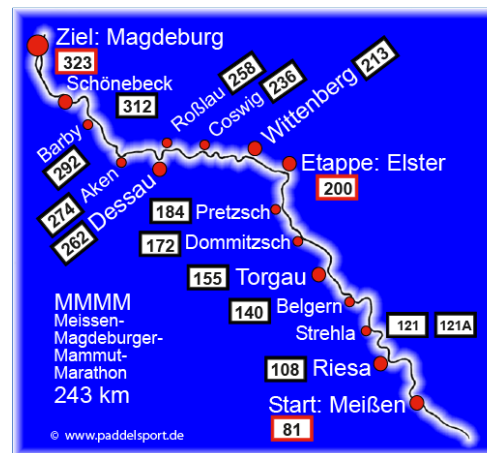 Ziel: Magdeburg
323
Schönebeck
312
Barby
292
Aken
274
Dessau
262
Roßlau 258
Coswig 236
Wittenberg 213
Etappe: Elster
200
184 Pretzsch
172 Dommitzsch
155 Torgau
140 Belgern
Strehla 121 121A
108 Riesa
Start: Meißen
81
MMMM
Meissen-
Magdeburger-
Mammut-
Marathon
243 km
© www.paddelsport.de